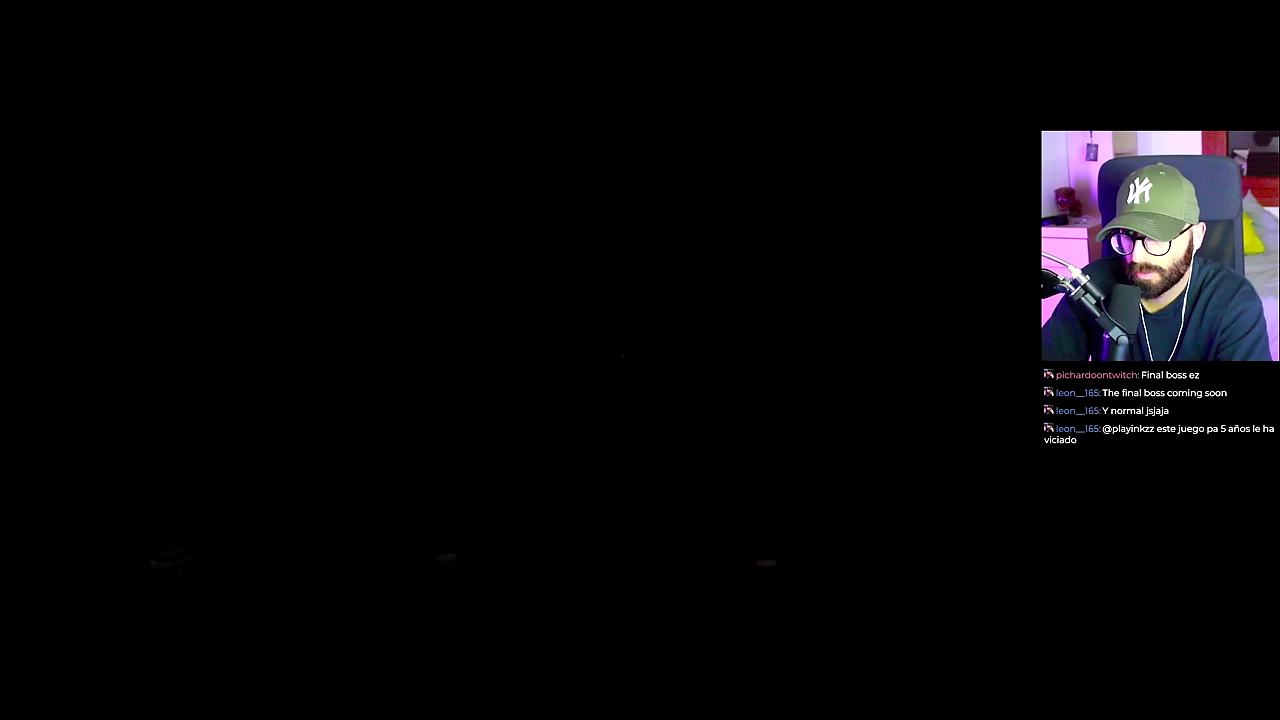 NY
pichardoontwitch: Final boss ez
leon__165: The final boss coming soon
leon__165: Y normal jsjaja
leon__165: @playinkzz este juego pa 5 años le ha
viciado